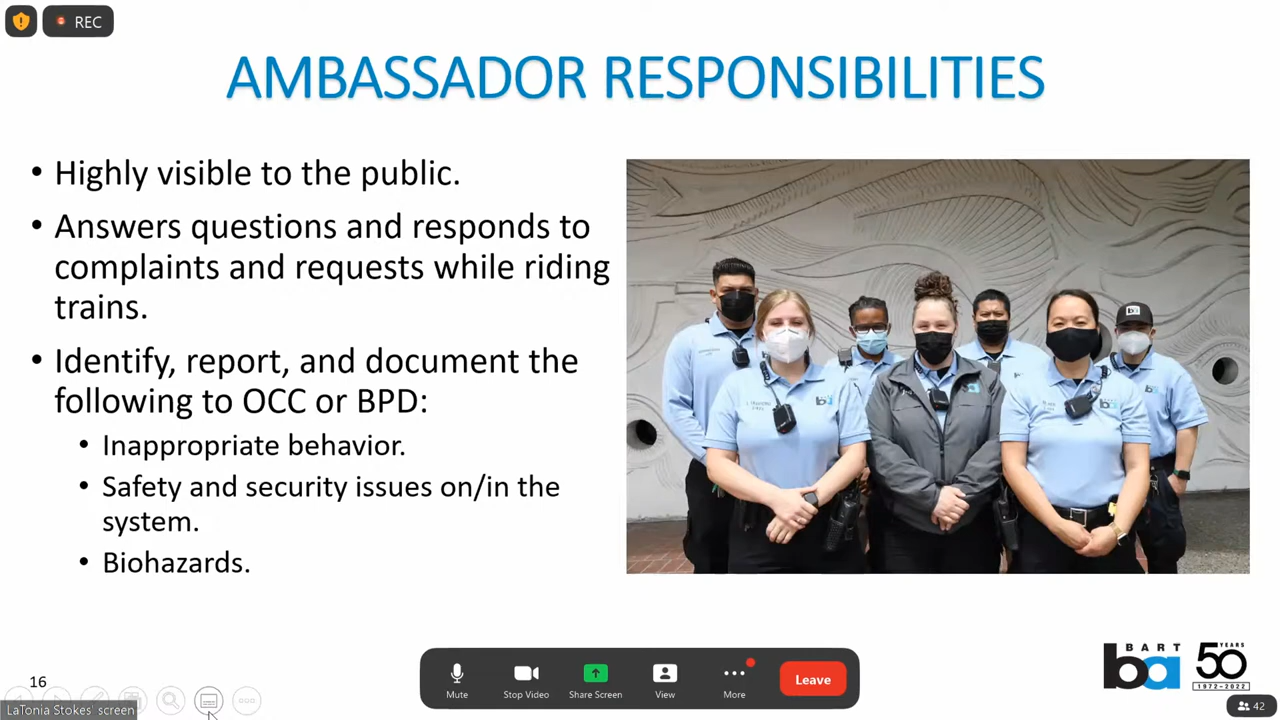 REC
AMBASSADOR RESPONSIBILITIES
• Highly visible to the public.
• Answers questions and responds to
complaints and requests while riding
trains.
• Identify, report, and document the
following to OCC or BPD:
• Inappropriate behavior.
• Safety and security issues on/in the
system.
• Biohazards.
ba
BART
ba
50
YEARS
1972-2022
16
Mute
Stop Video
Share Screen
View
More
Leave
LaTonia Stokes' screen
42